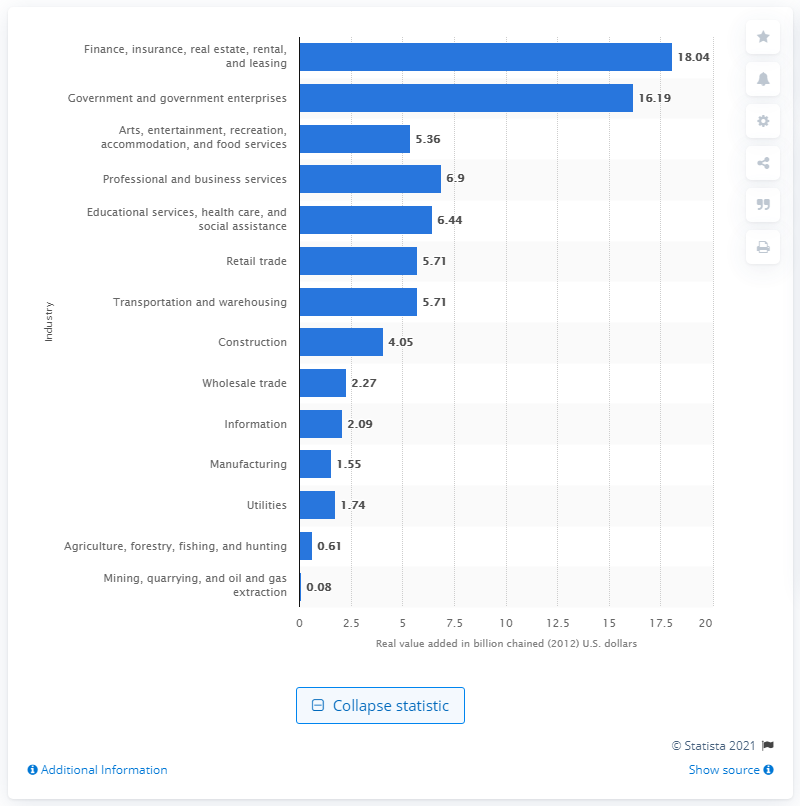 Finance, insurance, real estate, rental,
and leasing
18.04
Government and government enterprises
16.19
Arts, entertainment, recreation,
accommodation, and food services
5.36
Professional and business services
6.9
Educational services, health care, and
social assistance
6.44
Retail trade
5.71
Transportation and warehousing
5.71
Construction
4.05
Wholesale trade
2.27
Information
2.09
Manufacturing
1.55
Utilities
1.74
Agriculture, forestry, fishing, and hunting
0.61
Mining, quarrying, and oil and gas
extraction
0.08
Industry
0 2.5 5 7.5 10 12.5 15 17.5 20
Real value added in billion chained (2012) U.S. dollars
Collapse statistic
© Statista 2021
Additional Information
Show source